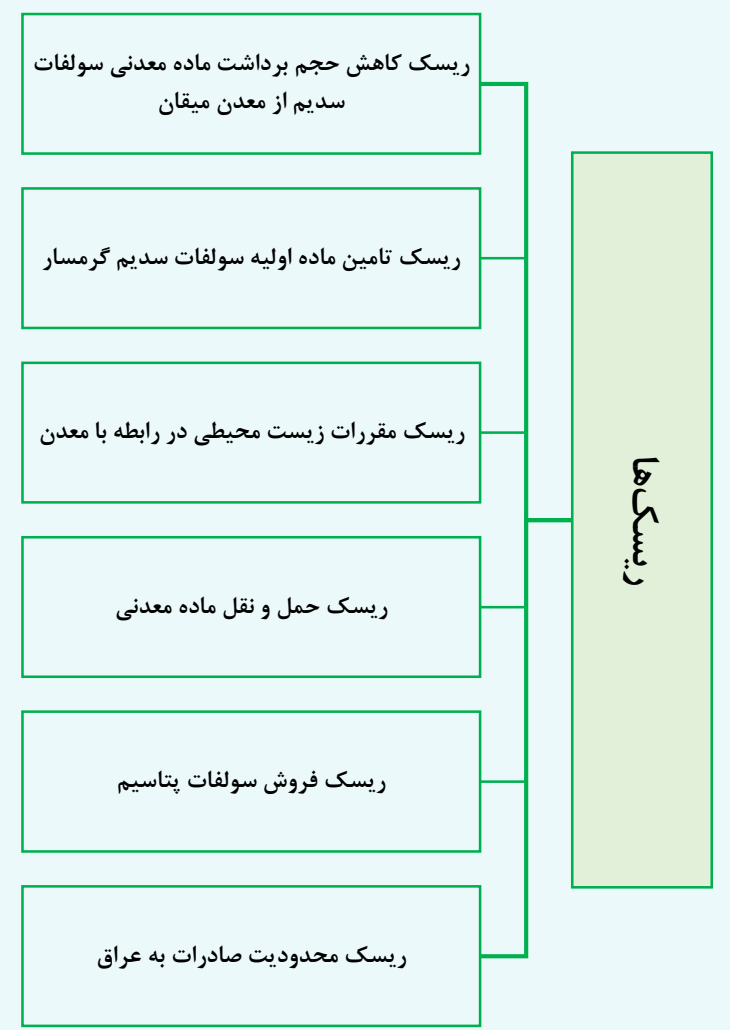 ریسک‌ها
ریسک کاهش حجم برداشت ماده معدنی سولفات
سدیم از معدن میقان
ریسک تامین ماده اولیه سولفات سدیم گرمسار
ریسک مقررات زیست محیطی در رابطه با معدن
ریسک حمل و نقل ماده معدنی
ریسک فروش سولفات پتاسیم
ریسک محدودیت صادرات به عراق